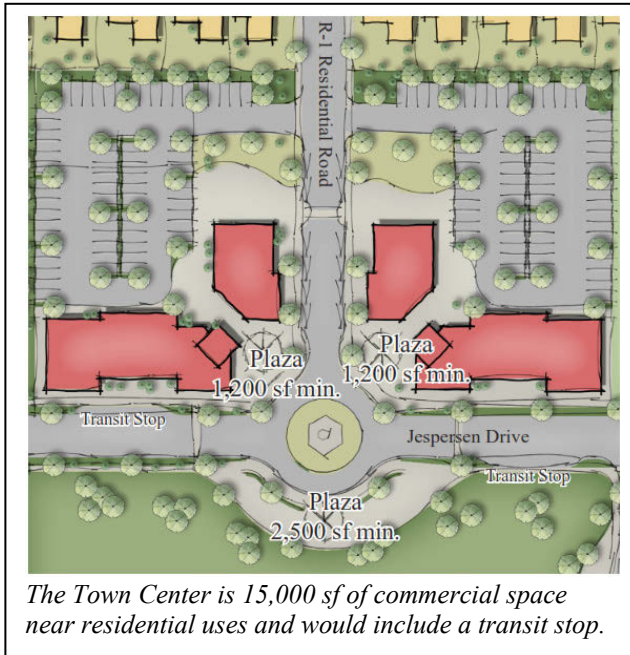 R-1 Residential Road
Plaza
1,200 sf min.
Plaza
1,200 sf min.
Transit Stop
Jespersen Drive
Transit Stop
Plaza
2,500 sf min.
The Town Center is 15,000 sf of commercial space
near residential uses and would include a transit stop.